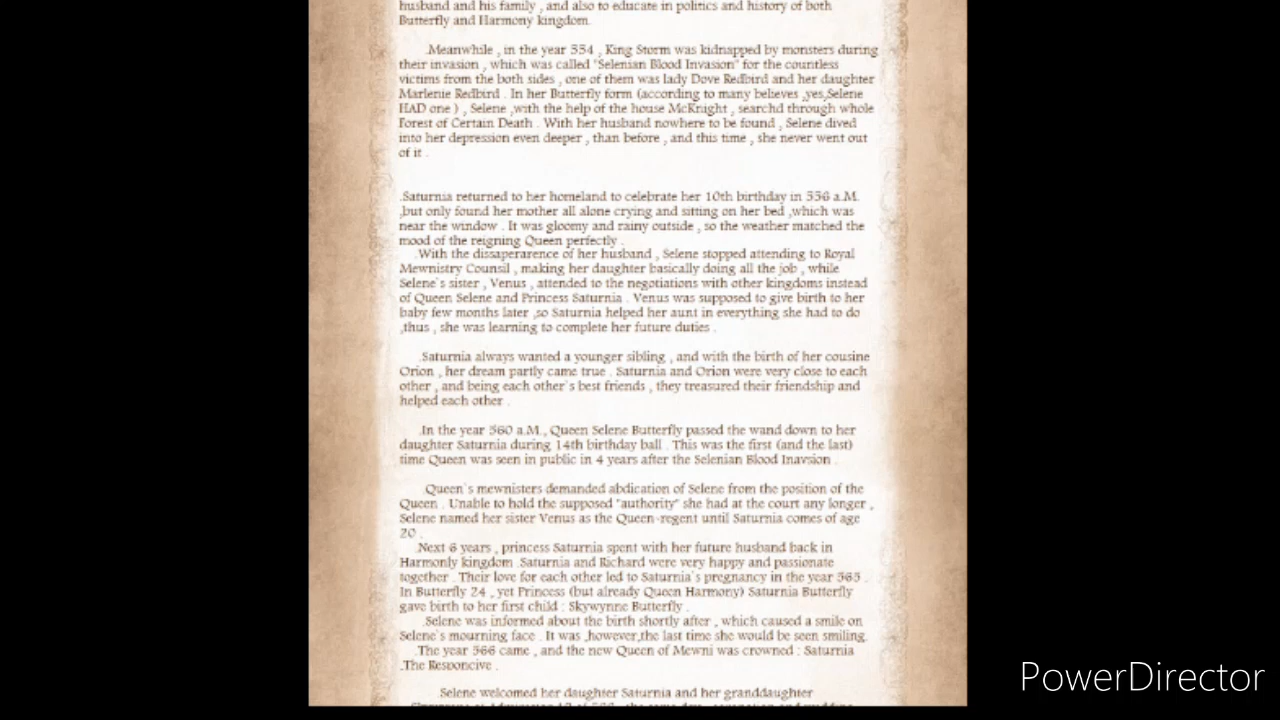 husband and his family , and also to educate in politics and history of both
Butterfly and Harmony kingdom.
.Meanwhile , in the year 554 , King Storm was kidnapped by monsters during
their invasion , which was called "Selenian Blood Invasion" for the countless
victims from the both sides , one of them was lady Dove Redbird and her daughter
Marlenie Redbird . In her Butterfly form (according to many believes ,yes,Selene
HAD one ) , Selene ,with the help of the house McKnight , searchd through whole
Forest of Certain Death . With her husband nowhere to be found , Selene dived
into her depression even deeper , than before , and this time , she never went out
of it .
.Saturnia returned to her homeland to celebrate her 10th birthday in 556 a.M.
,but only found her mother all alone crying and sitting on her bed ,which was
near the window . It was gloomy and rainy outside , so the weather matched the
mood of the reigning Queen perfectly .
.With the dissaperarence of her husband , Selene stopped attending to Royal
Mewnistry Counsil , making her daughter basically doing all the job , while
Selene's sister , Venus , attended to the negotiations with other kingdoms instead
of Queen Selene and Princess Saturnia . Venus was supposed to give birth to her
baby few months later ,so Saturnia helped her aunt in everything she had to do
,thus , she was learning to complete her future duties .
.Saturnia always wanted a younger sibling , and with the birth of her cousine
Orion , her dream partly came true . Saturnia and Orion were very close to each
other , and being each other's best friends , they treasured their friendship and
helped each other .
.In the year 560 a.M., Queen Selene Butterfly passed the wand down to her
daughter Saturnia during 14th birthday ball . This was the first (and the last)
time Queen was seen in public in 4 years after the Selenian Blood Inavsion .
.Queen's mewnisters demanded abdication of Selene from the position of the
Queen . Unable to hold the supposed "authority" she had at the court any longer ,
Selene named her sister Venus as the Queen-regent until Saturnia comes of age
20 .
.Next 6 years , princess Saturnia spent with her future husband back in
Harmonly kingdom .Saturnia and Richard were very happy and passionate
together . Their love for each other led to Saturnia's pregnancy in the year 565 .
In Butterfly 24 , yet Princess (but already Queen Harmony) Saturnia Butterfly
gave birth to her first child : Skywynne Butterfly .
.Selene was informed about the birth shortly after , which caused a smile on
Selene's mourning face . It was ,however,the last time she would be seen smiling.
.The year 566 came , and the new Queen of Mewni was crowned : Saturnia
.The Responcive .
Selene welcomed her daughter Saturnia and her granddaughter
PowerDirector